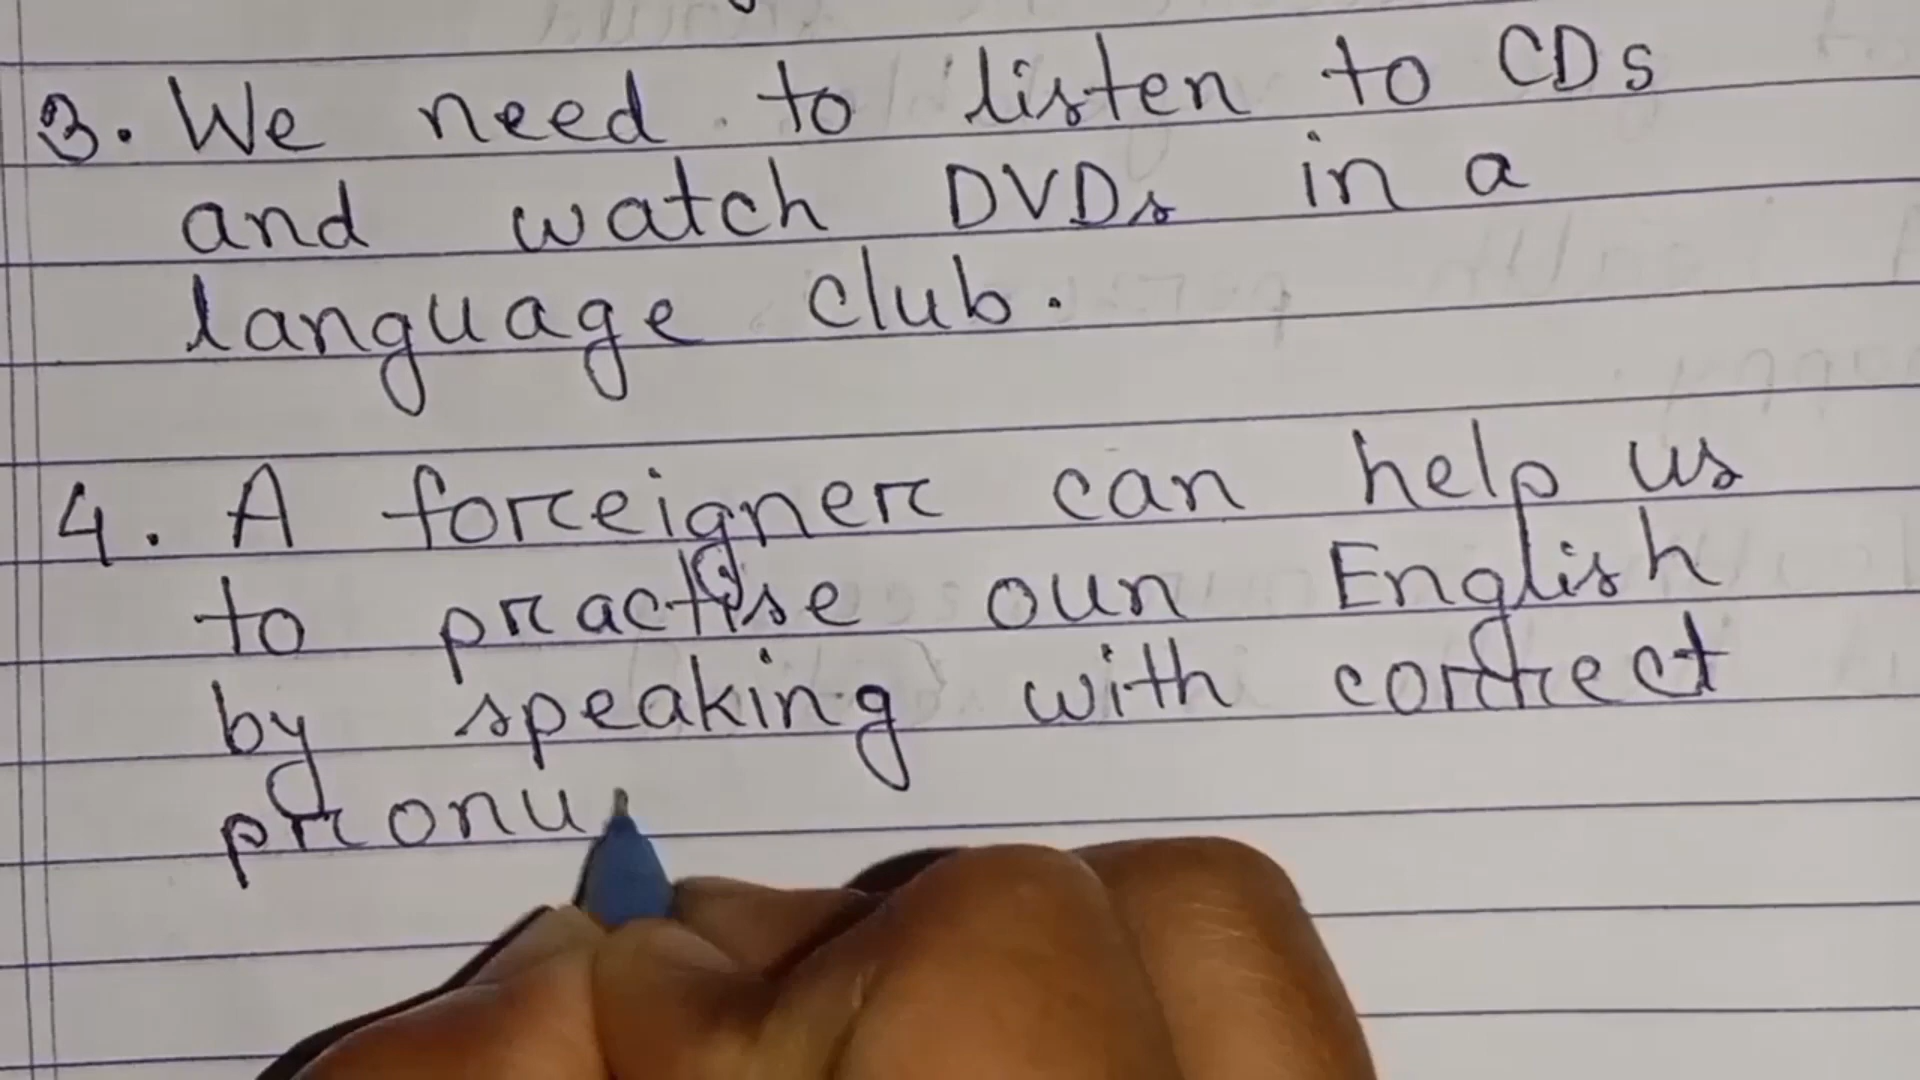 3. We need to listen to CDs
and watch DVDs in a
language club.
4. A foreigner can help us
to practise oun English
by speaking with correct
pronu